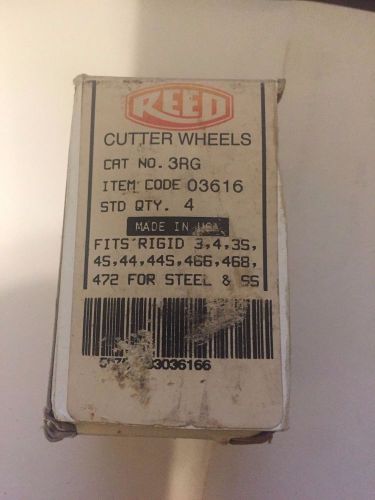 REED
CUTTER WHEELS
CAT NO. 3RG
ITEM CODE 03616
STD QTY. 4
MADE IN USA
FITS RIGID 3,4,3S,
4S,44,44S,466,468,
472 FOR STEEL & SS
3036166